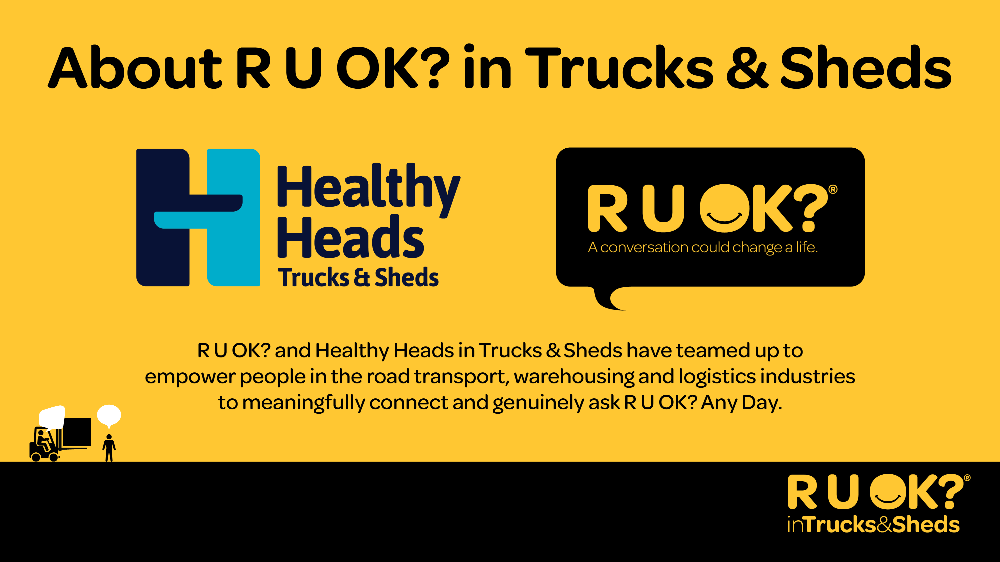 About R U OK? in Trucks & Sheds
Healthy
Heads
Trucks & Sheds
R U OK?®
A conversation could change a life.
R U OK? and Healthy Heads in Trucks & Sheds have teamed up to
empower people in the road transport, warehousing and logistics industries
to meaningfully connect and genuinely ask R U OK? Any Day.
R U OK?®
inTrucks&Sheds